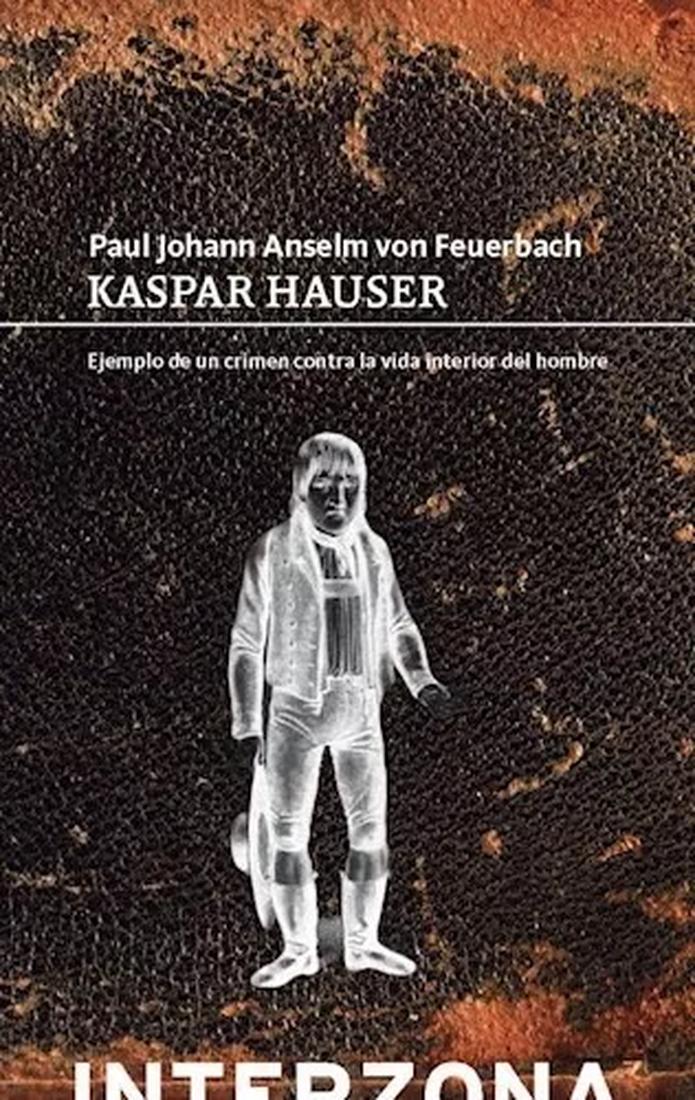 Paul Johann Anselm von Feuerbach
KASPAR HAUSER
Ejemplo de un crimen contra la vida interior del hombre
INTERZONA